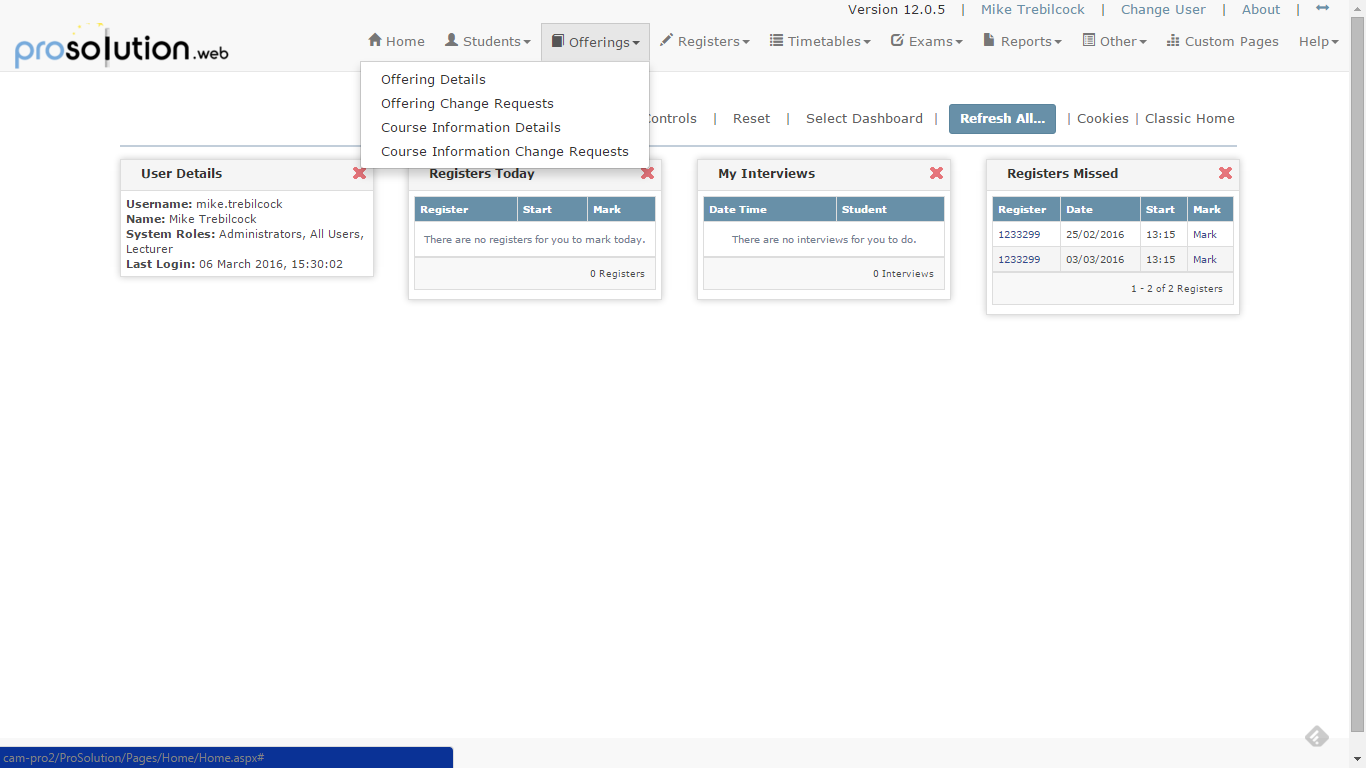 Version 12.0.5 | Mike Trebilcock | Change User | About |
prosolution.web
Home Students Offerings Registers Timetables Exams Reports Other Custom Pages Help
Offering Details
Offering Change Requests
Course Information Details
Course Information Change Requests
ontrols | Reset | Select Dashboard | Refresh All... | Cookies | Classic Home
User Details
Username: mike.trebilcock
Name: Mike Trebilcock
System Roles: Administrators, All Users,
Lecturer
Last Login: 06 March 2016, 15:30:02
Registers Today
Register Start Mark
There are no registers for you to mark today.
0 Registers
My Interviews
Date Time Student
There are no interviews for you to do.
0 Interviews
Registers Missed
Register Date Start Mark
1233299 25/02/2016 13:15 Mark
1233299 03/03/2016 13:15 Mark
1 - 2 of 2 Registers
cam-pro2/ProSolution/Pages/Home/Home.aspx#